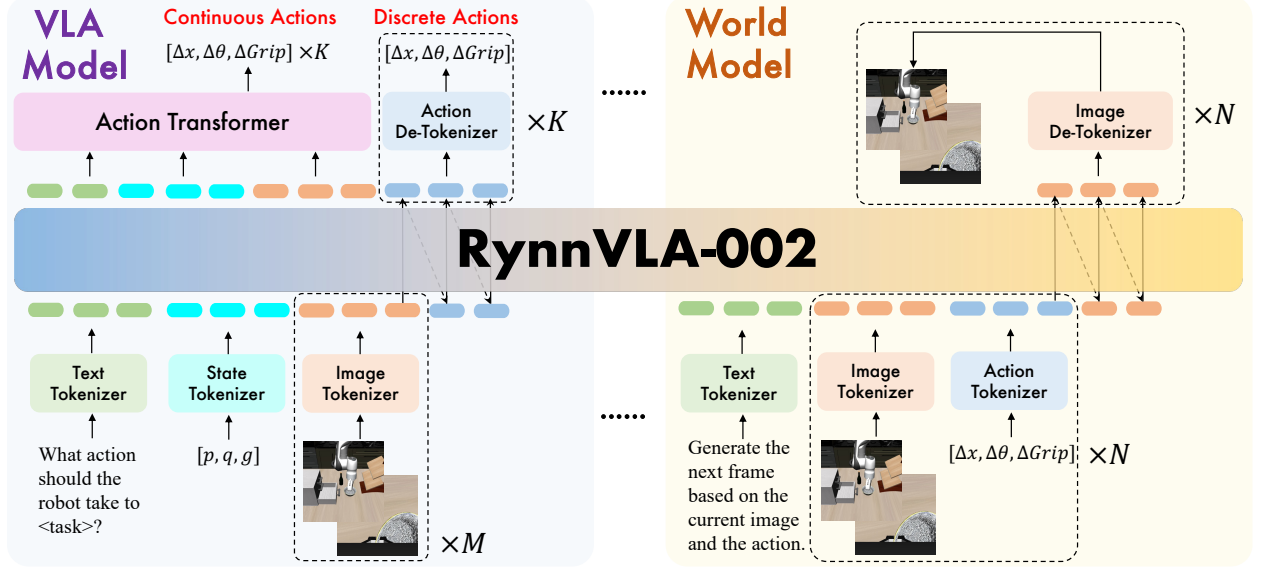 VLA
Model
Continuous Actions
[Δx, Δθ, ΔGrip] ×K
Discrete Actions
[Δx, Δθ, ΔGrip]
Action Transformer
Action
De-Tokenizer
×K
......
World
Model
Image
De-Tokenizer
×N
RynnVLA-002
Text
Tokenizer
State
Tokenizer
Image
Tokenizer
What action
should the
robot take to
<task>?
[p, q, g]
×M
......
Text
Tokenizer
Image
Tokenizer
Action
Tokenizer
Generate the
next frame
based on the
current image
and the action.
[Δx, Δθ, ΔGrip]
×N